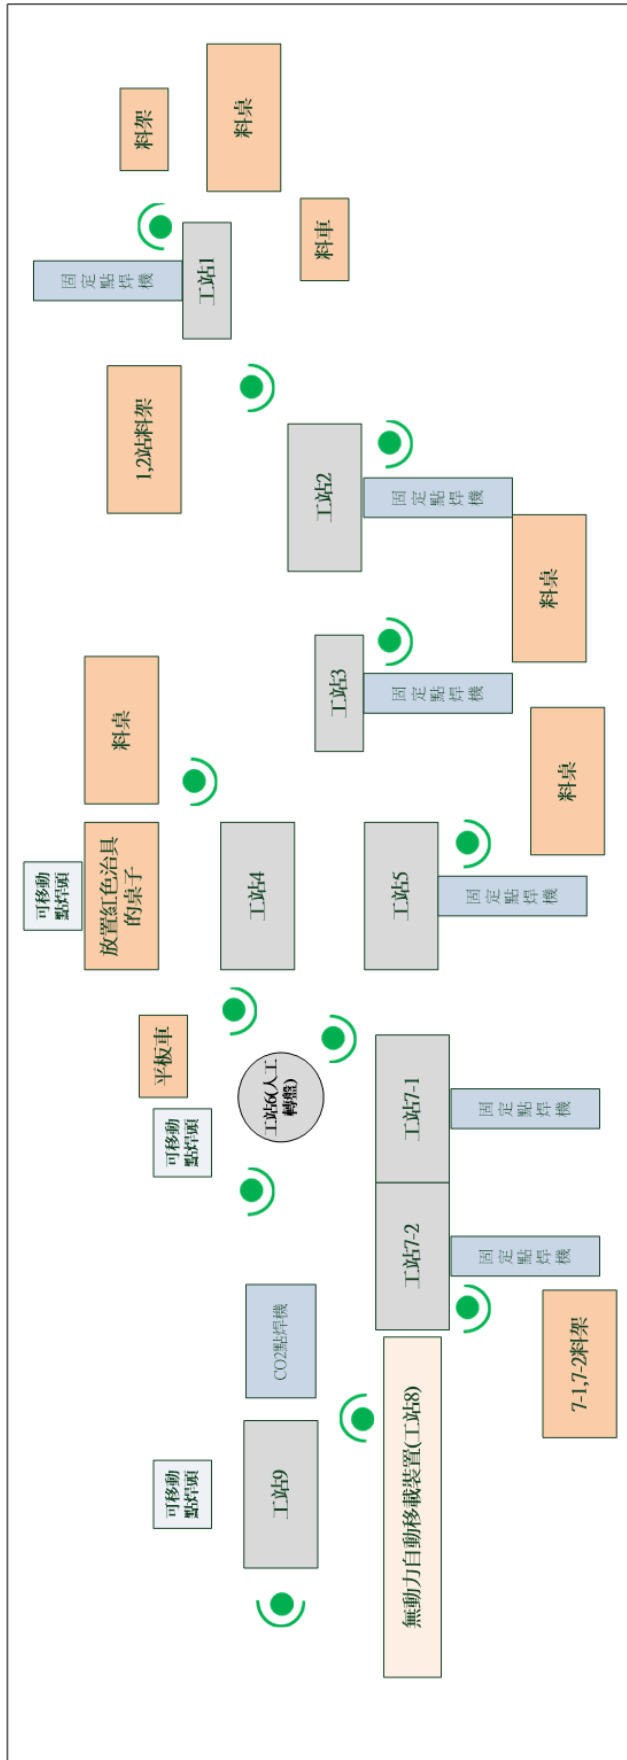 料架
料桌
料車
固定點焊機
工站1
1,2站料架
工站2
固定點焊機
料桌
工站3
固定點焊機
料桌
料桌
可移動
點焊頭
放置紅色治具
的桌子
工站4
工站5
固定點焊機
平板車
可移動
點焊頭
工站6(人工
轉盤)
工站7-1
固定點焊機
工站7-2
固定點焊機
7-1,7-2料架
CO2點焊機
可移動
點焊頭
工站9
無動力自動移載裝置(工站8)